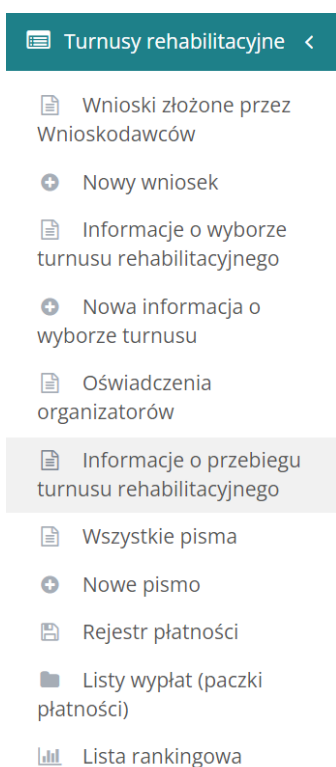 Turnusy rehabilitacyjne
Wnioski złożone przez
Wnioskodawców
Nowy wniosek
Informacje o wyborze
turnusu rehabilitacyjnego
Nowa informacja o
wyborze turnusu
Oświadczenia
organizatorów
Informacje o przebiegu
turnusu rehabilitacyjnego
Wszystkie pisma
Nowe pismo
Rejestr płatności
Listy wypłat (paczki
płatności)
Lista rankingowa